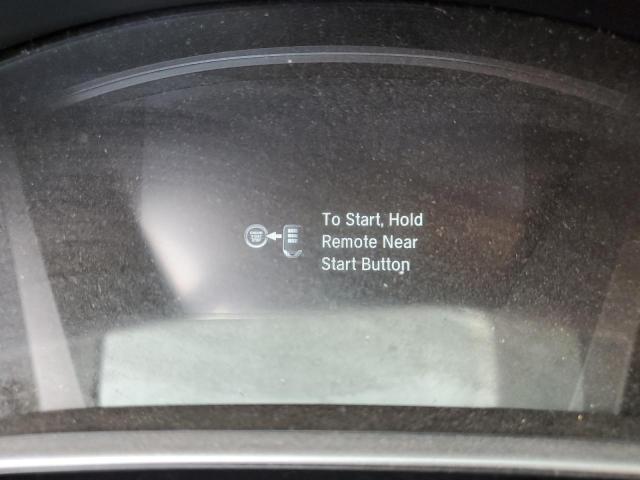 To Start, Hold
Remote Near
Start Button